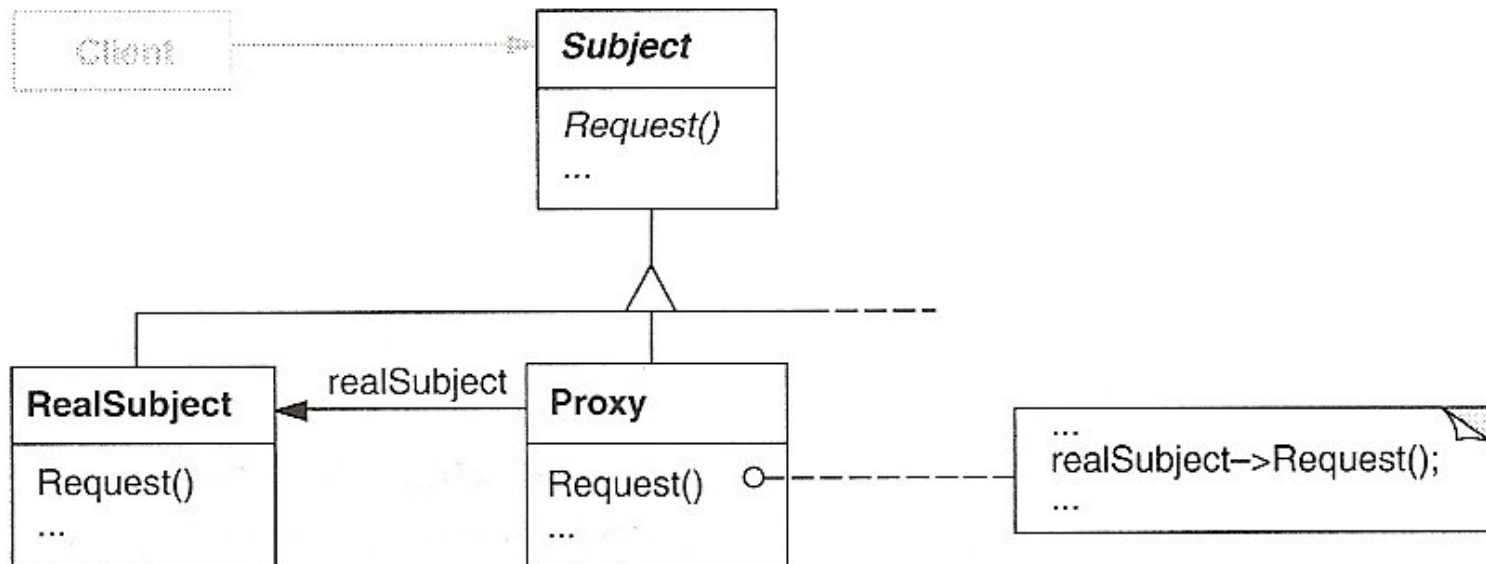 Client
Subject
Request()
...
realSubject
RealSubject
Request()
...
Proxy
Request()
...
...
realSubject–>Request();
...